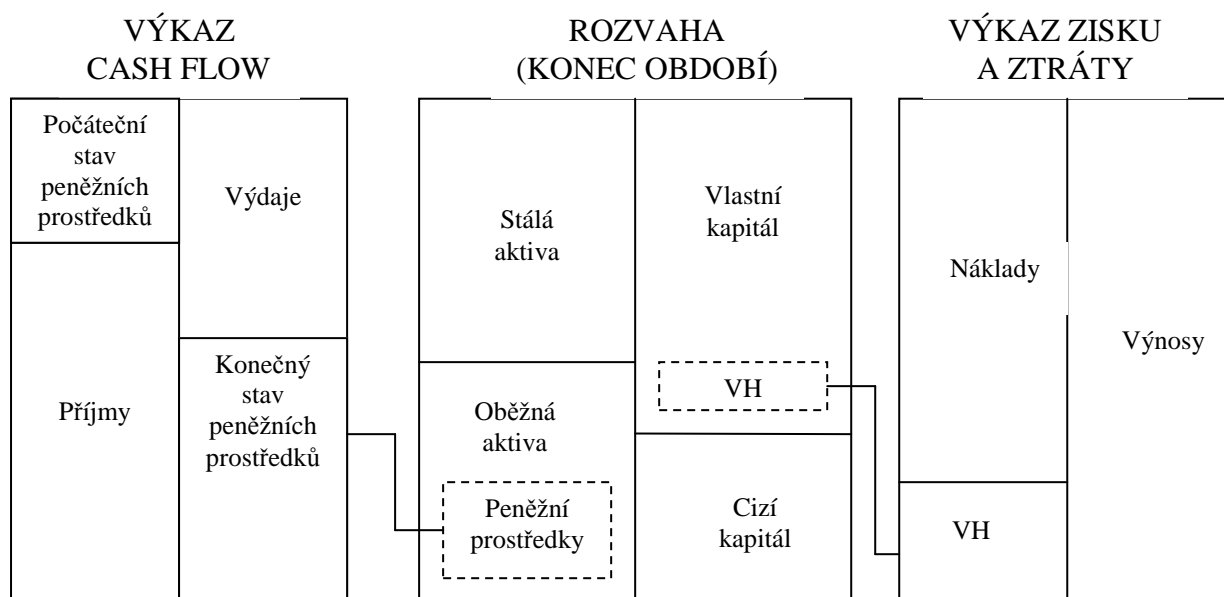 VÝKAZ
CASH FLOW
ROZVAHA
(KONEC OBDOBÍ)
VÝKAZ ZISKU
A ZTRÁTY
Počáteční
stav
peněžních
prostředků
Výdaje
Příjmy
Konečný
stav
peněžních
prostředků
Stálá
aktiva
Oběžná
aktiva
Peněžní
prostředky
Vlastní
kapitál
VH
Cizí
kapitál
Náklady
VH
Výnosy